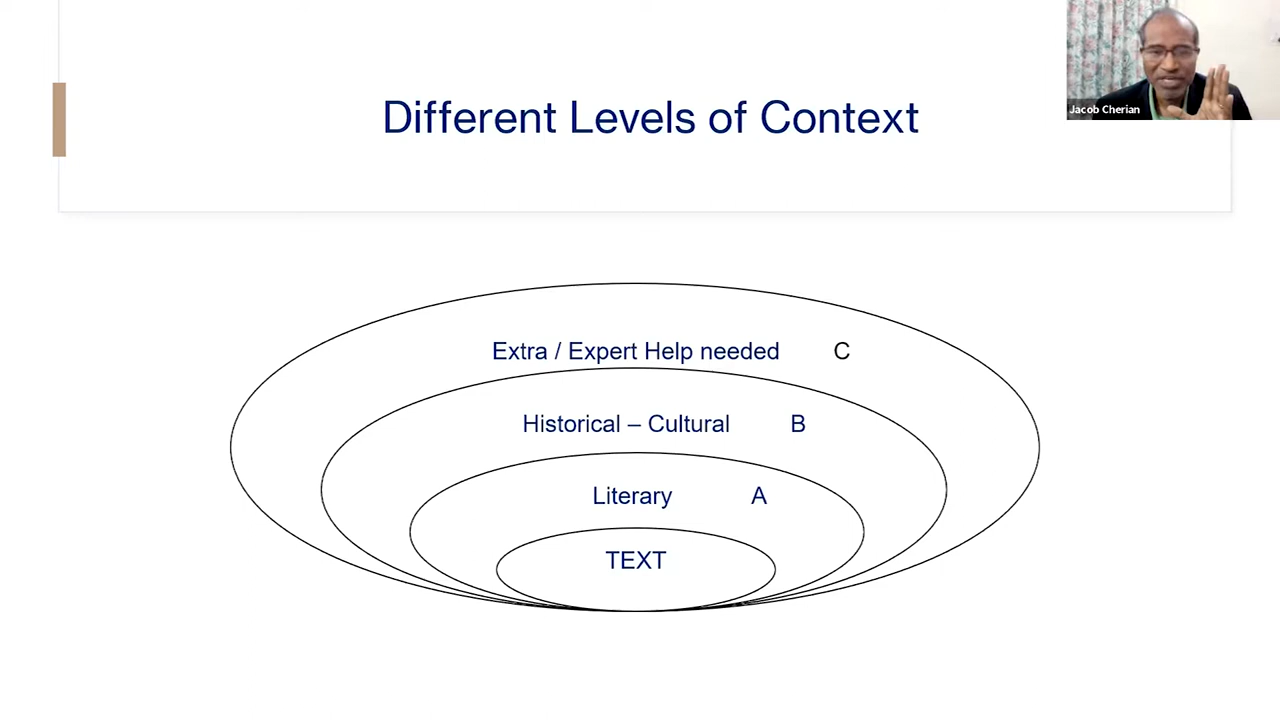 Different Levels of Context
Jacob Cherian
Extra / Expert Help needed C
Historical – Cultural B
Literary A
TEXT